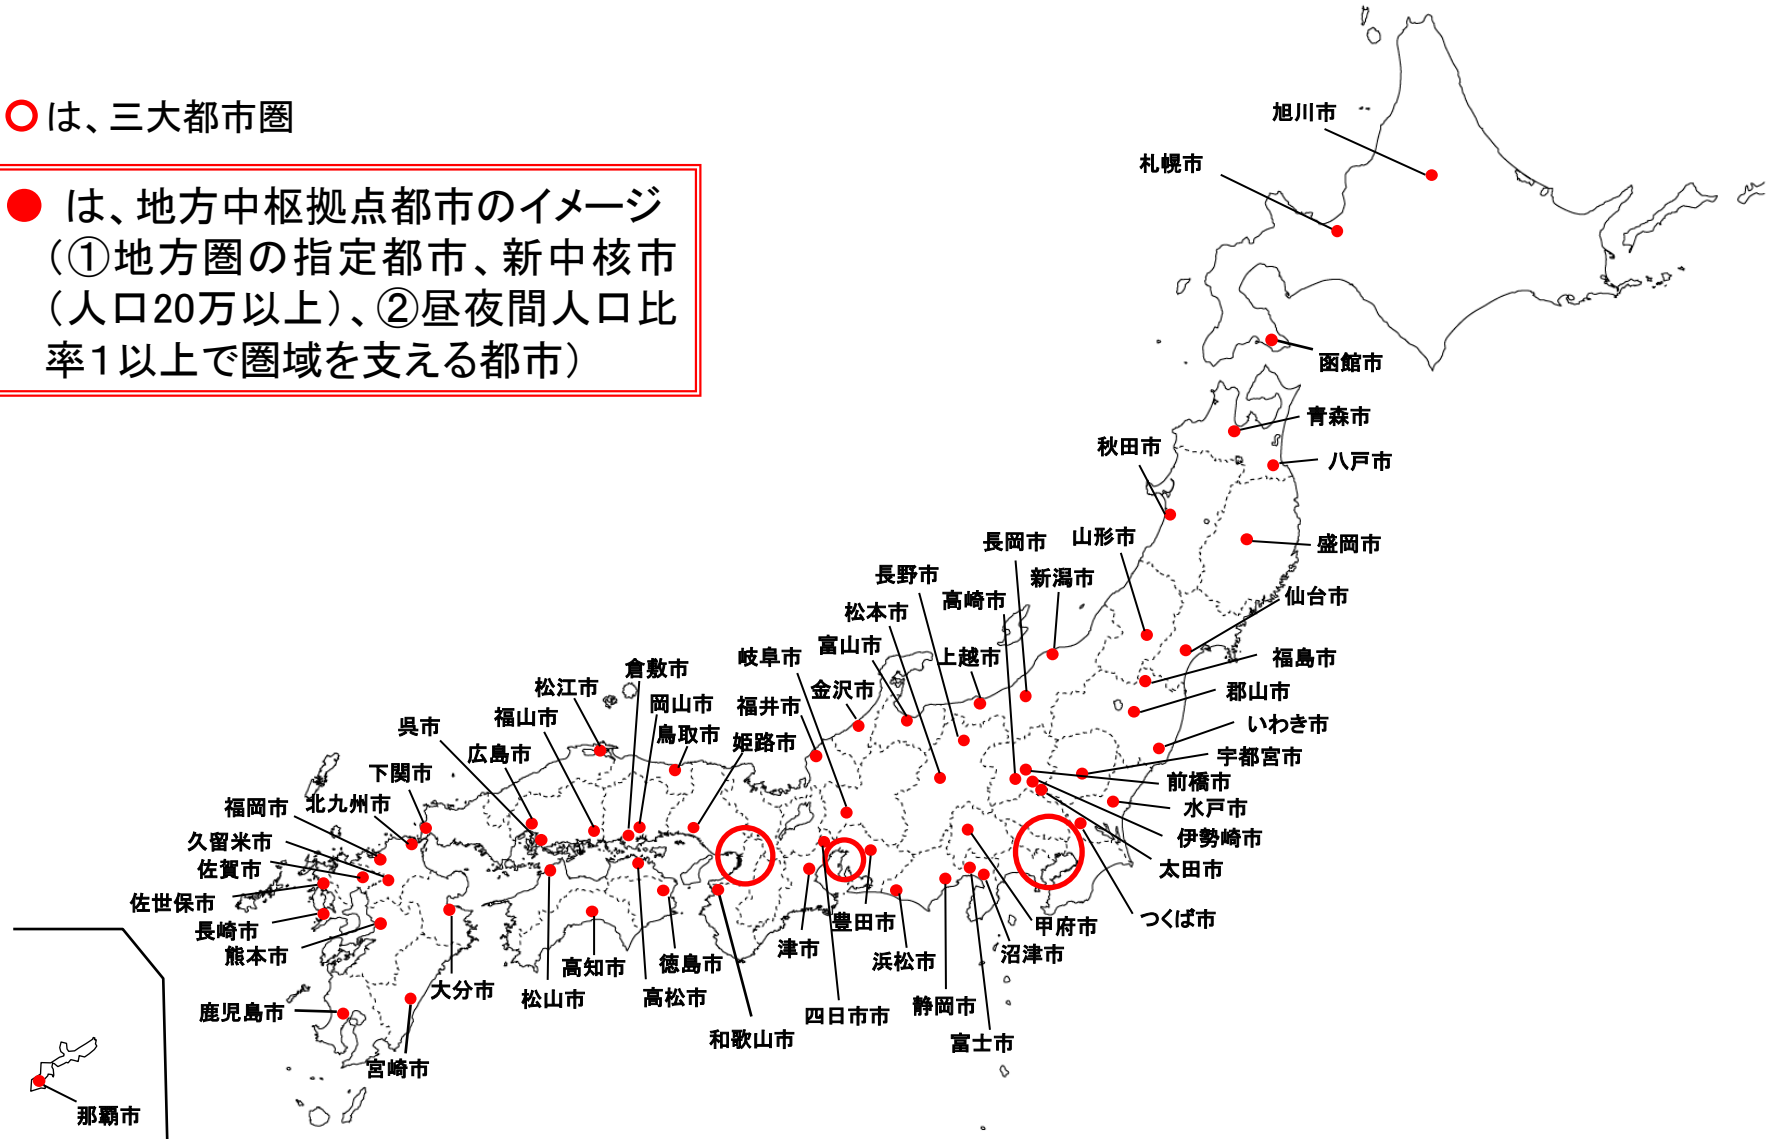 は、三大都市圏
は、地方中枢拠点都市のイメージ
（①地方圏の指定都市、新中核市
（人口20万以上）、②昼夜間人口比
率１以上で圏域を支える都市）
旭川市
札幌市
函館市
青森市
秋田市
八戸市
山形市
長岡市
盛岡市
新潟市
長野市
仙台市
高崎市
松本市
富山市
上越市
岐阜市
福島市
倉敷市
松江市
金沢市
郡山市
岡山市
福井市
福山市
いわき市
呉市
鳥取市
姫路市
広島市
宇都宮市
下関市
前橋市
北九州市
福岡市
水戸市
久留米市
伊勢崎市
佐賀市
太田市
佐世保市
つくば市
豊田市
甲府市
長崎市
津市
沼津市
熊本市
浜松市
徳島市
高知市
大分市
高松市
松山市
静岡市
鹿児島市
四日市市
和歌山市
富士市
宮崎市
那覇市